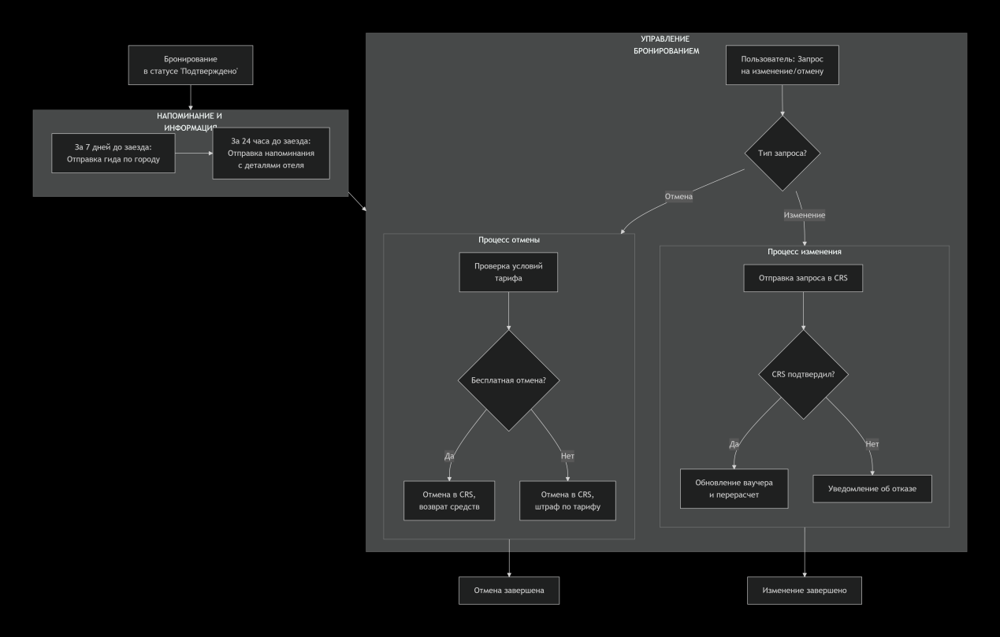 Бронирование
в статусе 'Подтверждено'
НАПОМИНАНИЕ И
ИНФОРМАЦИЯ
За 7 дней до заезда:
Отправка гида по городу
За 24 часа до заезда:
Отправка напоминания
с деталями отеля
УПРАВЛЕНИЕ
БРОНИРОВАНИЕМ
Пользователь: Запрос
на изменение/отмену
Тип запроса?
Отмена
Изменение
Процесс отмены
Проверка условий
тарифа
Бесплатная отмена?
Да
Нет
Отмена в CRS,
возврат средств
Отмена в CRS,
штраф по тарифу
Процесс изменения
Отправка запроса в CRS
CRS подтвердил?
Да
Нет
Обновление ваучера
и перерасчет
Уведомление об отказе
Отмена завершена
Изменение завершено